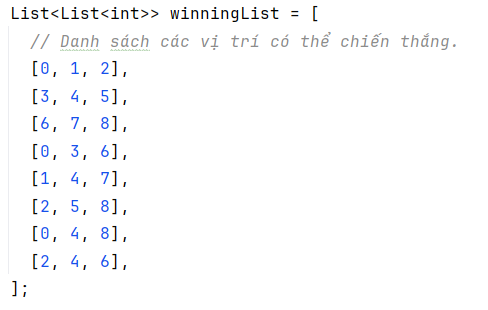 List<List<int>> winningList = [
// Danh sách các vị trí có thể chiến thắng.
[0, 1, 2],
[3, 4, 5],
[6, 7, 8],
[0, 3, 6],
[1, 4, 7],
[2, 5, 8],
[0, 4, 8],
[2, 4, 6],
];